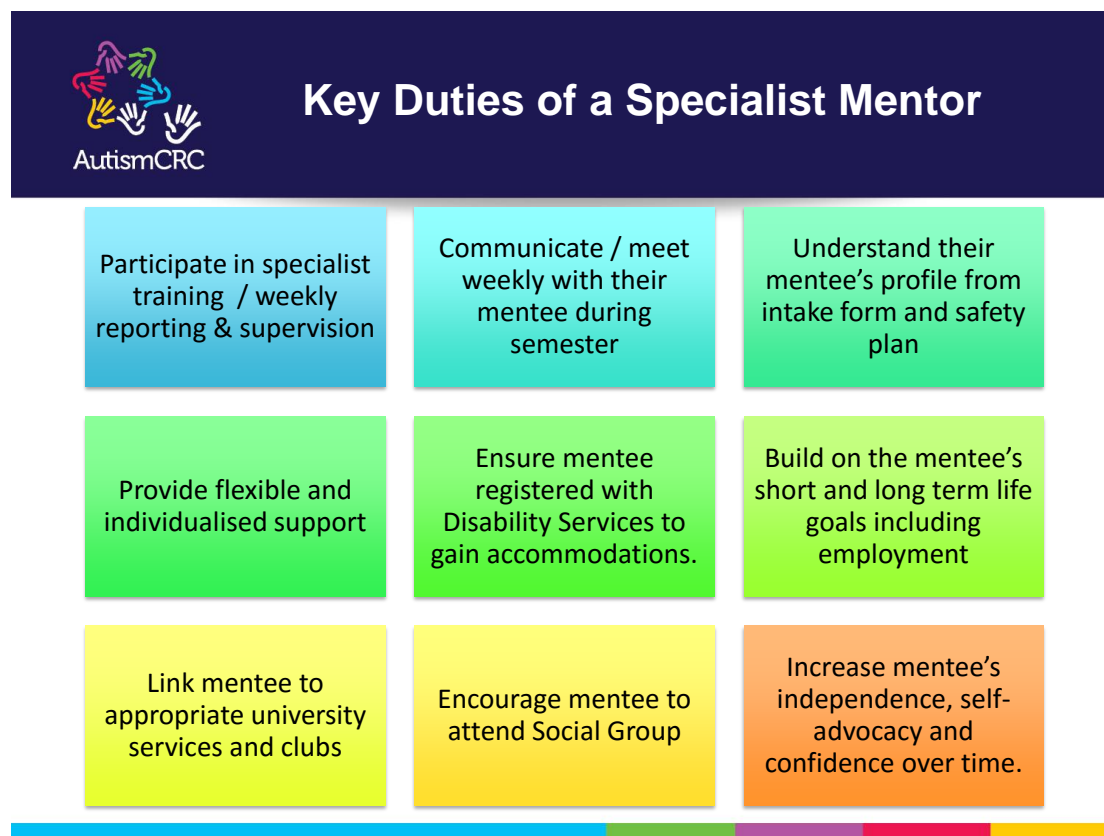 AutismCRC
Key Duties of a Specialist Mentor
Participate in specialist
training / weekly
reporting & supervision
Communicate / meet
weekly with their
mentee during
semester
Understand their
mentee’s profile from
intake form and safety
plan
Provide flexible and
individualised support
Ensure mentee
registered with
Disability Services to
gain accommodations.
Build on the mentee’s
short and long term life
goals including
employment
Link mentee to
appropriate university
services and clubs
Encourage mentee to
attend Social Group
Increase mentee’s
independence, self-
advocacy and
confidence over time.